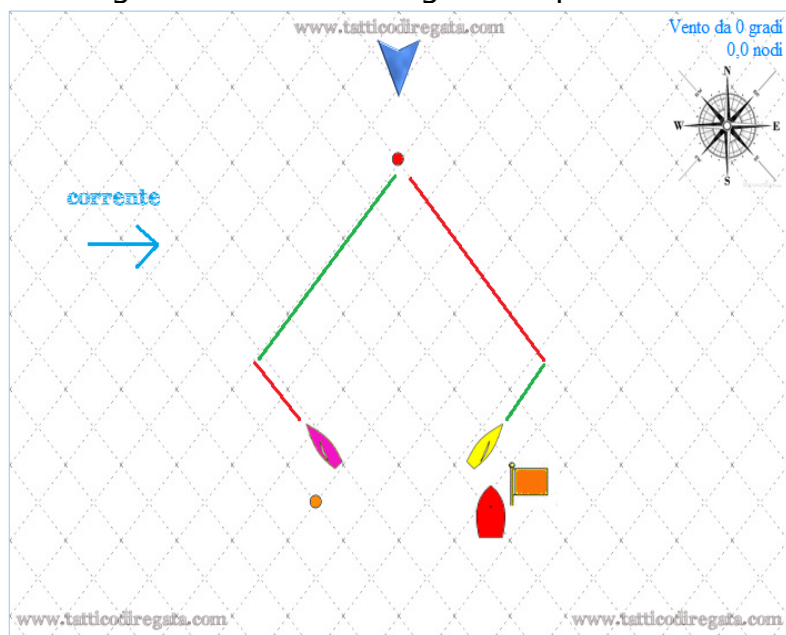 www.tatticodiregata.com
Vento da 0 gradi
0,0 nodi
N
W
E
S
corrente
www.tatticodiregata.com
www.tatticodiregata.com